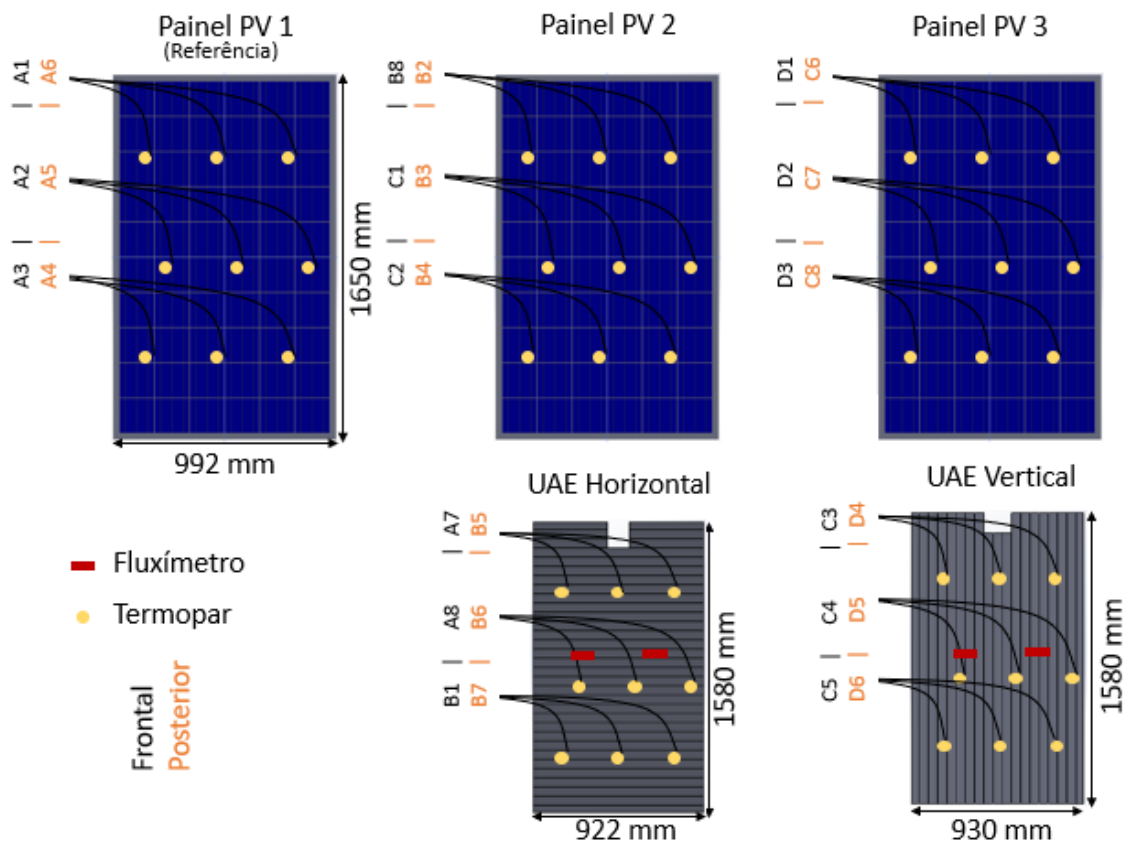 Painel PV 1
(Referência)
Painel PV 2
Painel PV 3
A1 | A2 | A3
A6 | A5 | A4
B8 | C1 | C2
B2 | B3 | B4
D1 | D2 | D3
C6 | C7 | C8
1650 mm
992 mm
UAE Horizontal
UAE Vertical
A7 | A8 | B1
B5 | B6 | B7
C3 | C4 | C5
D4 | D5 | D6
1580 mm
1580 mm
922 mm
930 mm
Fluxímetro
Termopar
Frontal
Posterior